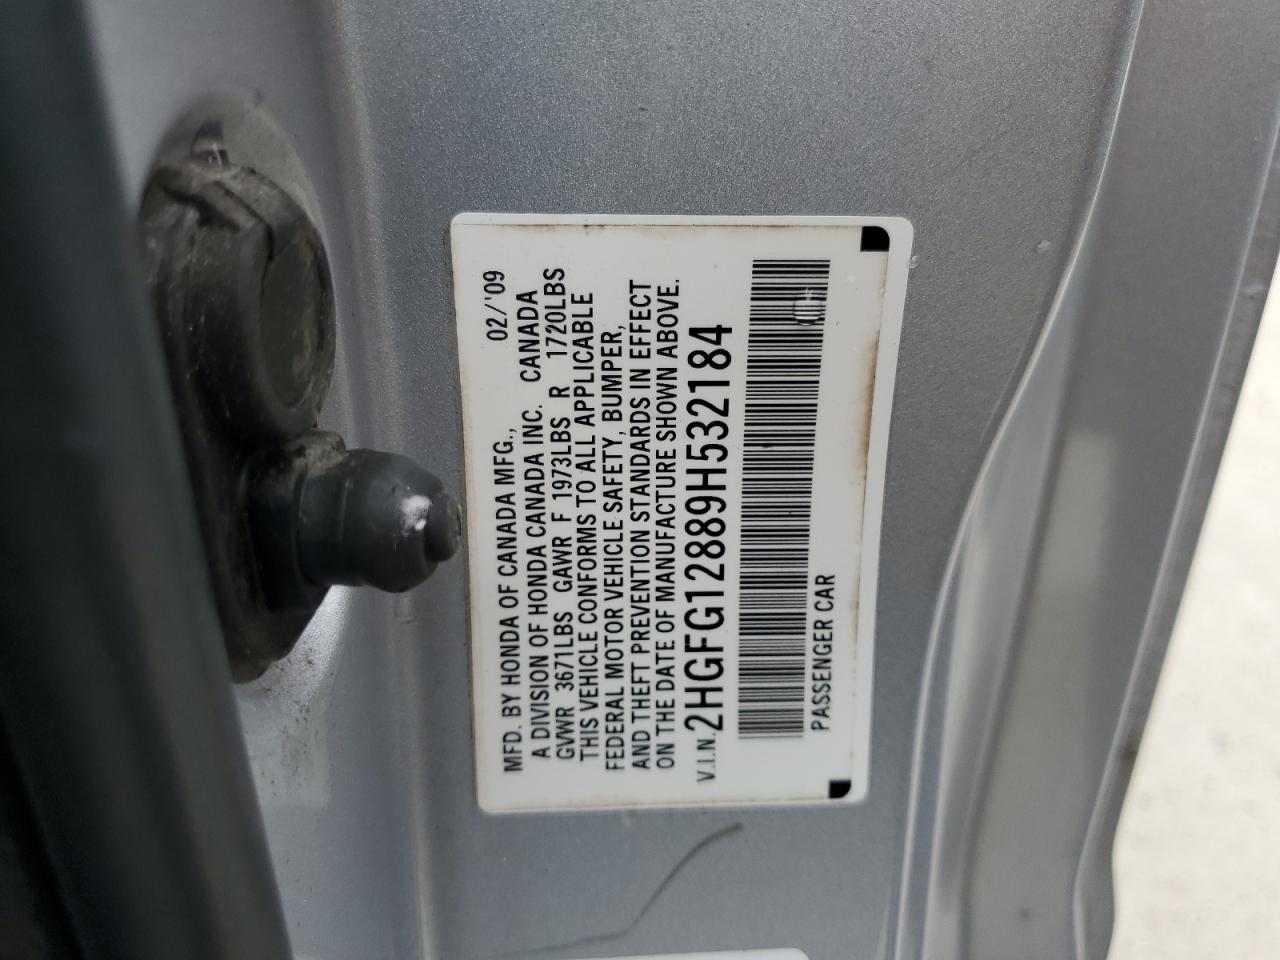 MFD. BY HONDA OF CANADA MFG., 02/'09
A DIVISION OF HONDA CANADA INC. CANADA
GVWR 3671LBS GAWR F 1973LBS R 1720LBS
THIS VEHICLE CONFORMS TO ALL APPLICABLE
FEDERAL MOTOR VEHICLE SAFETY, BUMPER,
AND THEFT PREVENTION STANDARDS IN EFFECT
ON THE DATE OF MANUFACTURE SHOWN ABOVE.
V.I.N. 2HGFG12889H532184
PASSENGER CAR